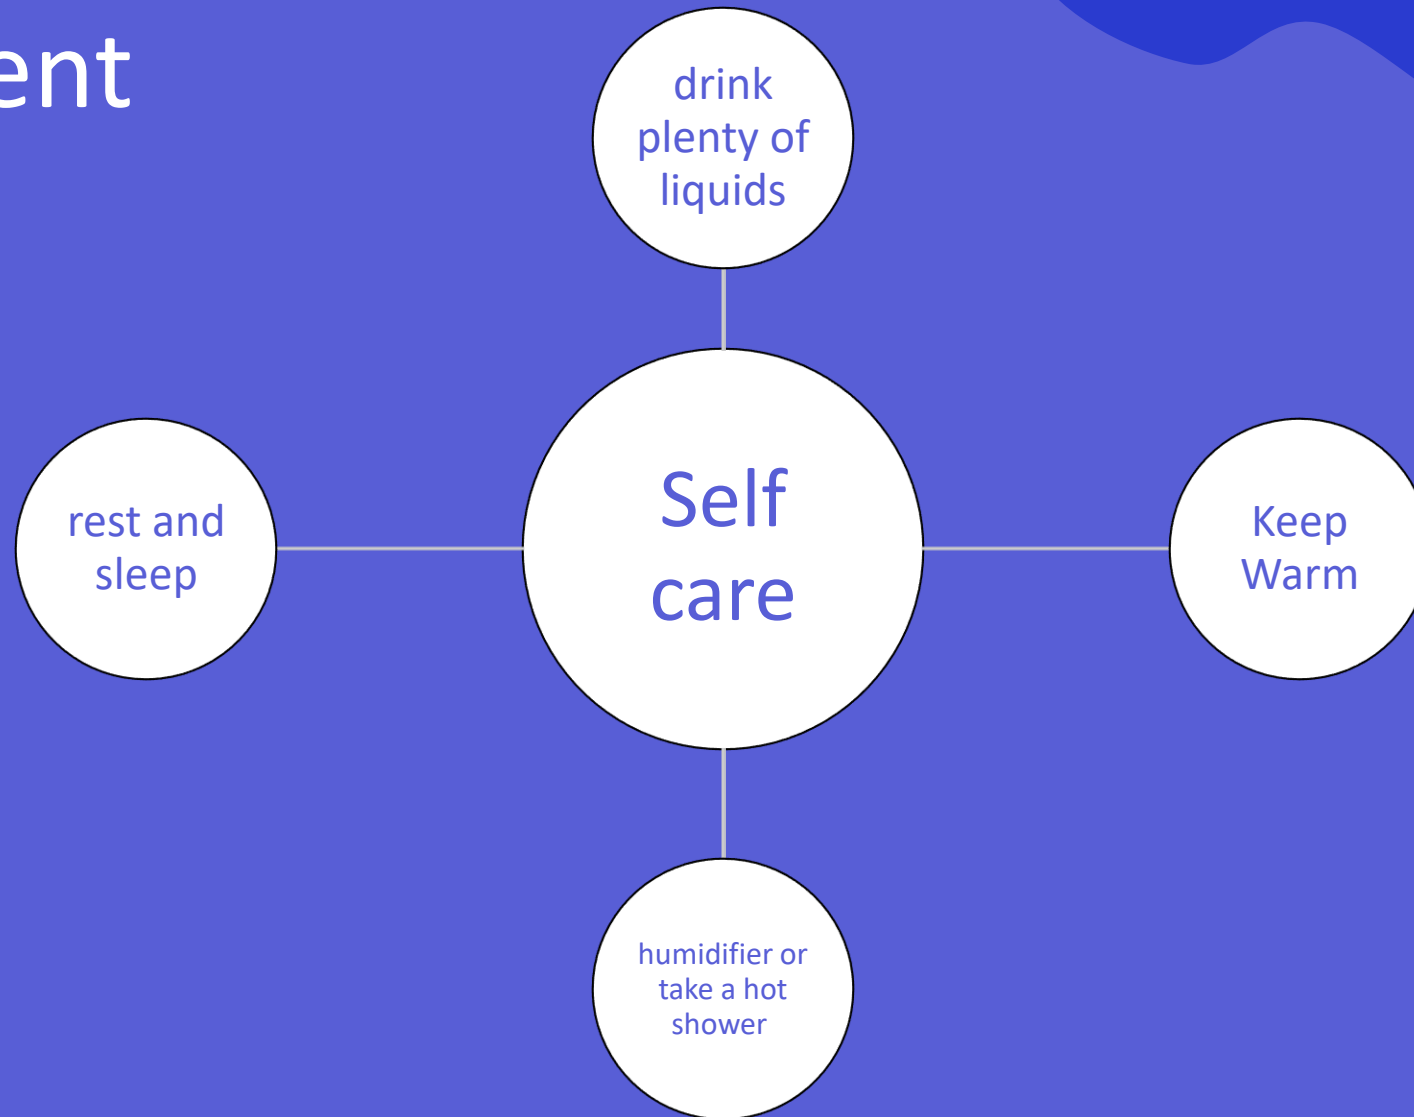 ent
drink
plenty of
liquids
rest and
sleep
Self
care
Keep
Warm
humidifier or
take a hot
shower